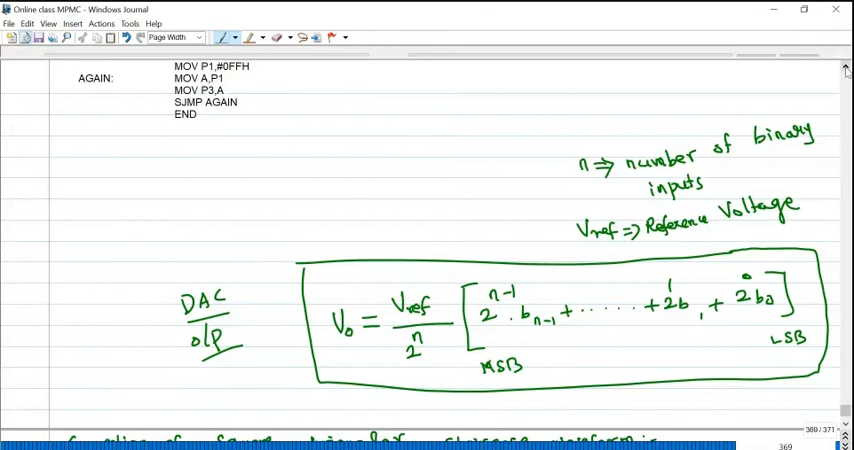 Online class MPMC - Windows Journal
File Edit View Insert Actions Tools Help
Page Width
MOV P1,#0FFH
AGAIN: MOV A,P1
MOV P3,A
SJMP AGAIN
END
n ⇒ number of binary
inputs
Vref => Reference Voltage
DAC
o/p
V₀ = Vref / 2ⁿ [ 2ⁿ⁻¹ . bₙ₋₁ + ...... + 2¹b₁ + 2⁰b₀ ]
MSB LSB
369 / 371
369